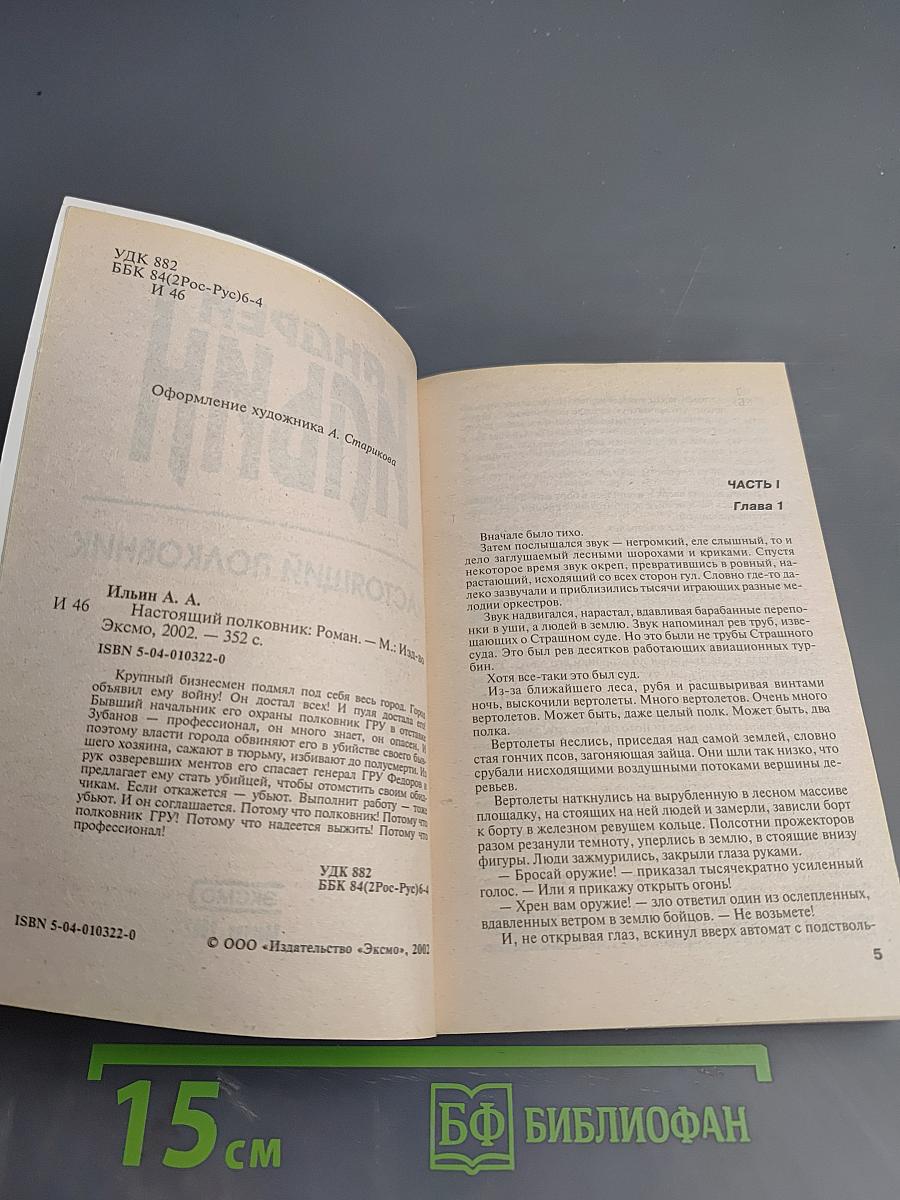 УДК 882
ББК 84(2Рос-Рус)6-4
И 46
Оформление художника А. Старикова
Ильин А. А.
И 46 Настоящий полковник: Роман. — М.: Изд-во
Эксмо, 2002. — 352 с.
ISBN 5-04-010322-0
Крупный бизнесмен подмял под себя весь город. Город
объявил ему войну! Он достал всех! И пуля достала его!
Бывший начальник его охраны полковник ГРУ в отставке
Зубанов — профессионал, он много знает, он опасен. И
поэтому власти города обвиняют его в убийстве своего быв-
шего хозяина, сажают в тюрьму, избивают до полусмерти. Из
рук озверевших ментов его спасает генерал ГРУ Федоров и
предлагает ему стать убийцей, чтобы отомстить своим обид-
чикам. Если откажется — убьют. Выполнит работу — тоже
убьют. И он соглашается. Потому что полковник! Потому что
полковник ГРУ! Потому что надеется выжить! Потому что
профессионал!
УДК 882
ББК 84(2Рос-Рус)6-4
ISBN 5-04-010322-0
© ООО «Издательство «Эксмо», 2002
ЧАСТЬ I
Глава 1
Вначале было тихо.
Затем послышался звук — негромкий, еле слышный, то и
дело заглушаемый лесными шорохами и криками. Спустя
некоторое время звук окреп, превратившись в ровный, на-
растающий, исходящий со всех сторон гул. Словно где-то да-
леко зазвучали и приблизились тысячи играющих разные ме-
лодии оркестров.
Звук надвигался, нарастал, вдавливая барабанные перепо-
нки в уши, а людей в землю. Звук напоминал рев труб, изве-
щающих о Страшном суде. Но это были не трубы Страшного
суда. Это был рев десятков работающих авиационных тур-
бин.
Хотя все-таки это был суд.
Из-за ближайшего леса, рубя и расшвыривая винтами
ночь, выскочили вертолеты. Много вертолетов. Очень много
вертолетов. Может быть, даже целый полк. Может быть, два
полка.
Вертолеты неслись, приседая над самой землей, словно
стая гончих псов, загоняющая зайца. Они шли так низко, что
срубали нисходящими воздушными потоками вершины де-
ревьев.
Вертолеты наткнулись на вырубленную в лесном массиве
площадку, на стоящих на ней людей и замерли, зависли борт
к борту в железном ревущем кольце. Полсотни прожекторов
разом резанули темноту, уперлись в землю, в стоящие внизу
фигуры. Люди зажмурились, закрыли глаза руками.
— Бросай оружие! — приказал тысячекратно усиленный
голос. — Или я прикажу открыть огонь!
— Хрен вам оружие! — зло ответил один из ослепленных,
вдавленных ветром в землю бойцов. — Не возьмете!
И, не открывая глаз, вскинул вверх автомат с подстволь-
5
15 см
БФ БИБЛИОФАН